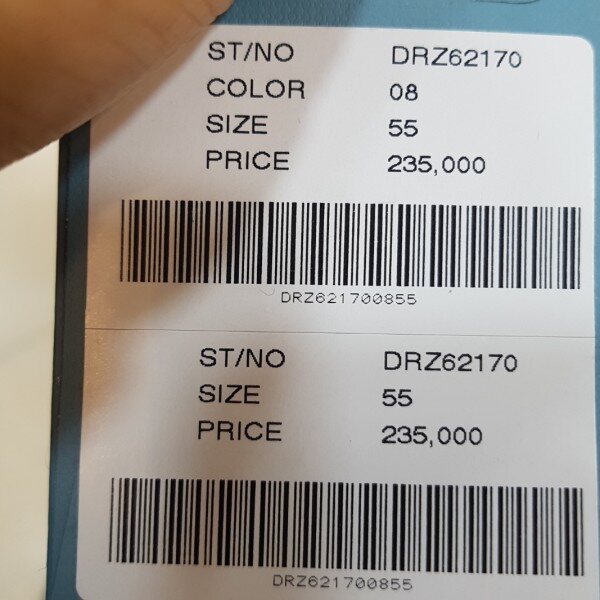 ST/NO DRZ62170
COLOR 08
SIZE 55
PRICE 235,000
DRZ621700855
ST/NO DRZ62170
SIZE 55
PRICE 235,000
DRZ621700855